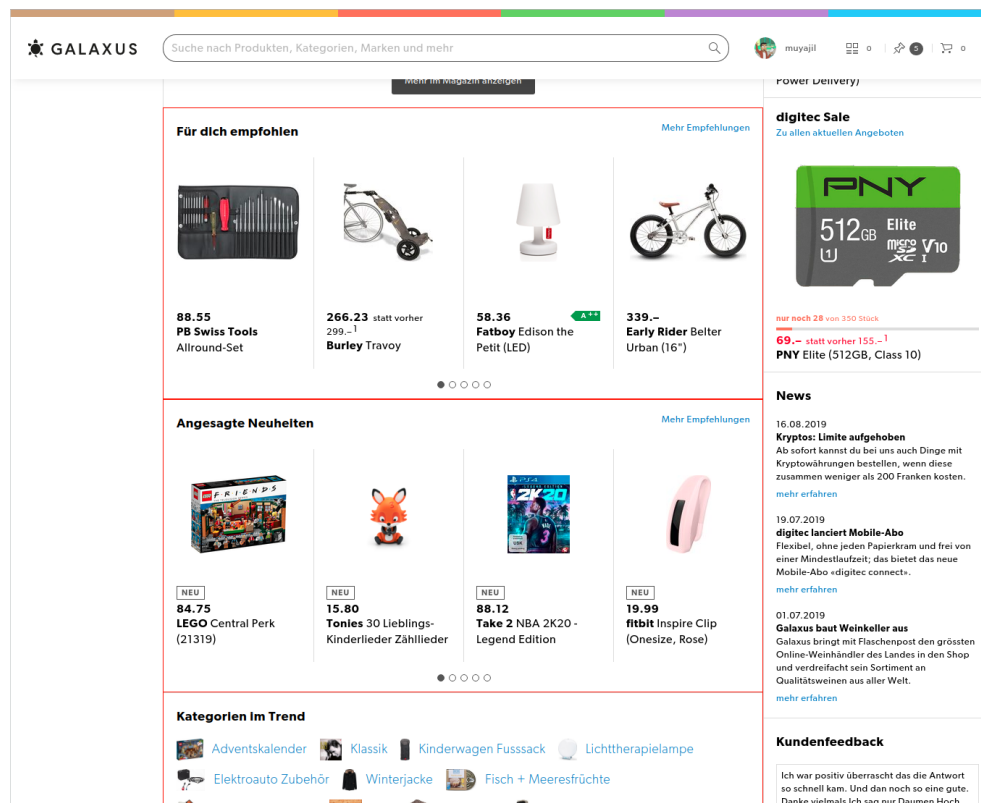 GALAXUS
Suche nach Produkten, Kategorien, Marken und mehr
muyajil
0
5
0
Mehr im Magazin anzeigen
Für dich empfohlen
Mehr Empfehlungen
88.55
PB Swiss Tools
Allround-Set
266.23 statt vorher
299.–1
Burley Travoy
58.36
A++
Fatboy Edison the
Petit (LED)
339.–
Early Rider Belter
Urban (16")
Angesagte Neuheiten
Mehr Empfehlungen
FRIENDS
PS4
2K20
USK
NEU
84.75
LEGO Central Perk
(21319)
NEU
15.80
Tonies 30 Lieblings-
Kinderlieder Zähllieder
NEU
88.12
Take 2 NBA 2K20 -
Legend Edition
NEU
19.99
fitbit Inspire Clip
(Onesize, Rose)
Kategorien im Trend
Adventskalender
Klassik
Kinderwagen Fusssack
Lichttherapielampe
Elektroauto Zubehör
Winterjacke
Fisch + Meeresfrüchte
Power Delivery)
digitec Sale
Zu allen aktuellen Angeboten
PNY
512GB
Elite
micro SD XC I
V10
U1
nur noch 28 von 350 Stück
69.– statt vorher 155.–1
PNY Elite (512GB, Class 10)
News
16.08.2019
Kryptos: Limite aufgehoben
Ab sofort kannst du bei uns auch Dinge mit
Kryptowährungen bestellen, wenn diese
zusammen weniger als 200 Franken kosten.
mehr erfahren
19.07.2019
digitec lanciert Mobile-Abo
Flexibel, ohne jeden Papierkram und frei von
einer Mindestlaufzeit; das bietet das neue
Mobile-Abo «digitec connect».
mehr erfahren
01.07.2019
Galaxus baut Weinkeller aus
Galaxus bringt mit Flaschenpost den grössten
Online-Weinhändler des Landes in den Shop
und verdreifacht sein Sortiment an
Qualitätsweinen aus aller Welt.
mehr erfahren
Kundenfeedback
Ich war positiv überrascht das die Antwort
so schnell kam. Und dan noch so eine gute.
Danke vielmals Ich sag nur Daumen Hoch